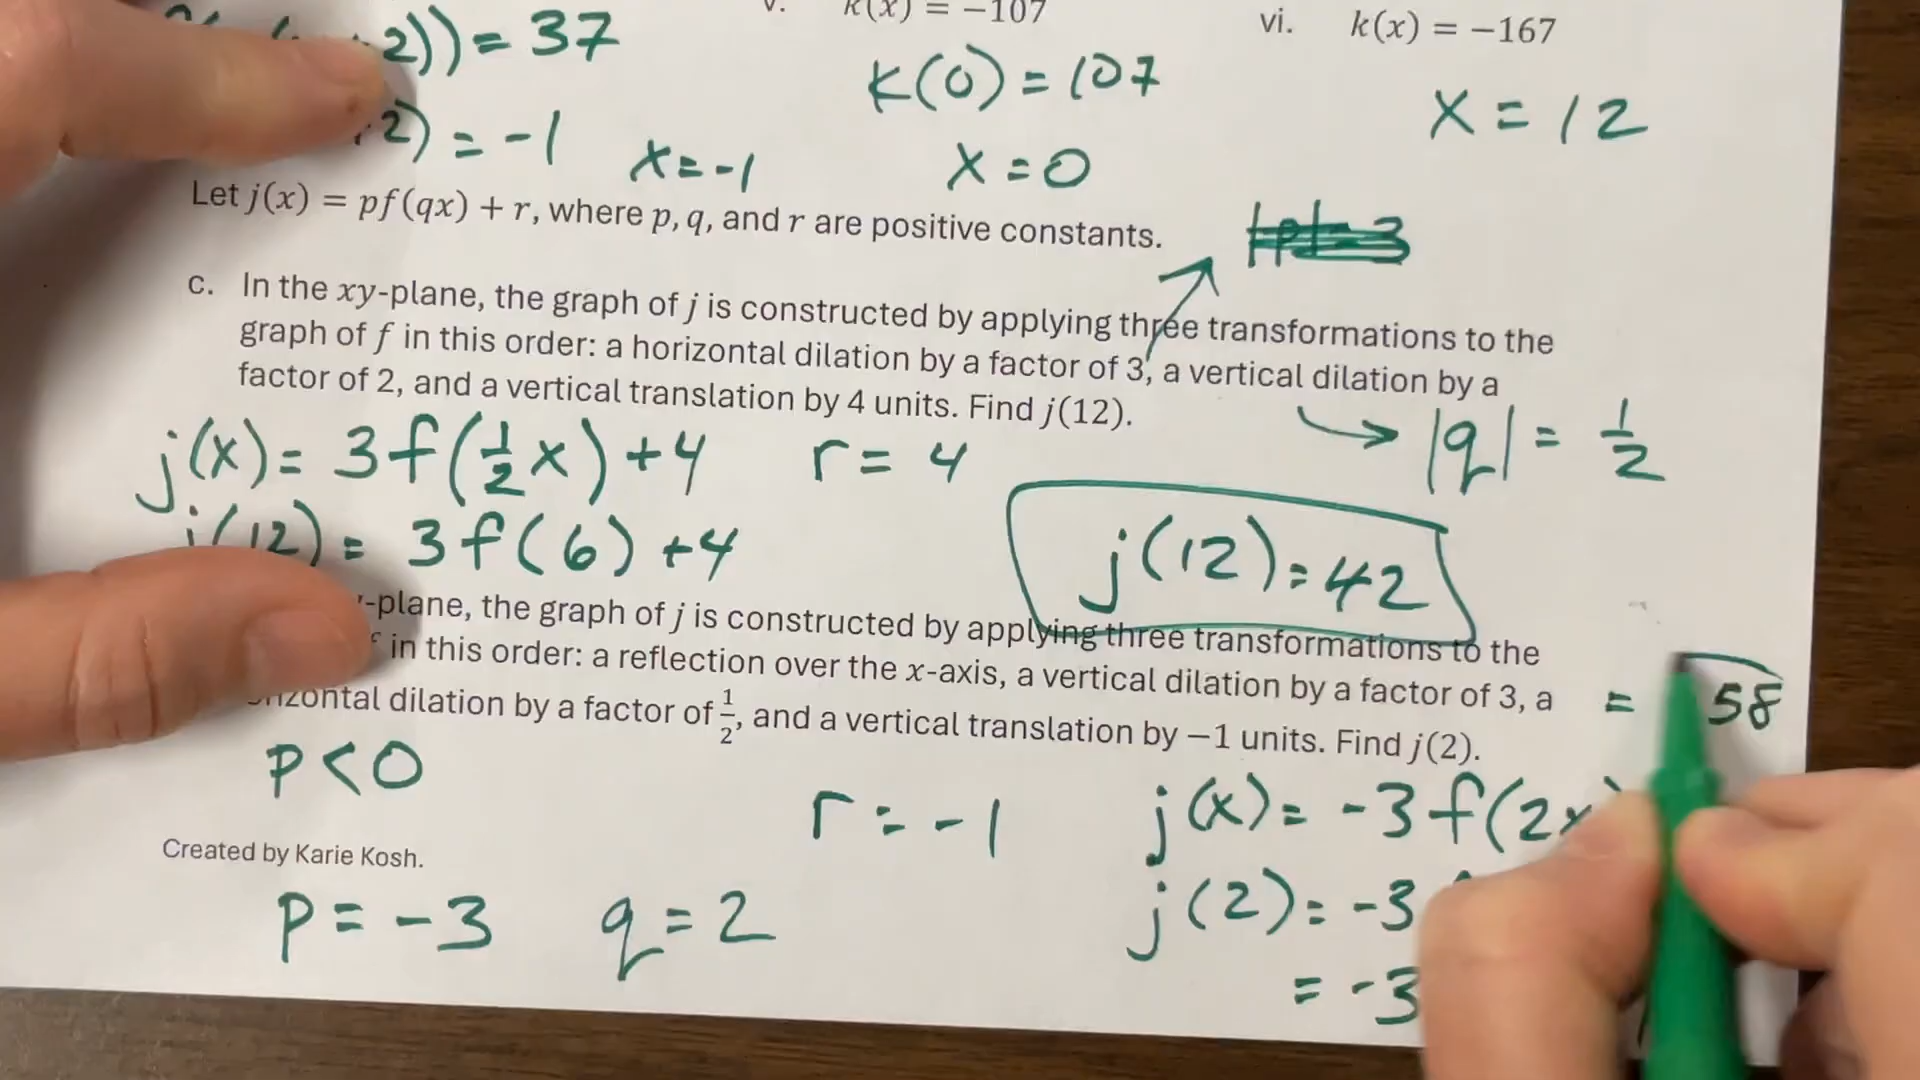 2)) = 37
v. k(x) = −107
vi. k(x) = −167
K(0) = 107
x = 12
2) = -1
x = -1
x = 0
Let j(x) = pf(qx) + r, where p, q, and r are positive constants.
c. In the xy-plane, the graph of j is constructed by applying three transformations to the
graph of f in this order: a horizontal dilation by a factor of 3, a vertical dilation by a
factor of 2, and a vertical translation by 4 units. Find j(12).
|q| = 1/2
j(x) = 3f(1/2 x) + 4
r = 4
j(12) = 3f(6) + 4
j(12) = 42
-plane, the graph of j is constructed by applying three transformations to the
in this order: a reflection over the x-axis, a vertical dilation by a factor of 3, a
= 58
dilation by a factor of 1/2, and a vertical translation by −1 units. Find j(2).
p < 0
r = -1
j(x) = -3f(2x
Created by Karie Kosh.
p = -3
q = 2
j(2) = -3
= -3